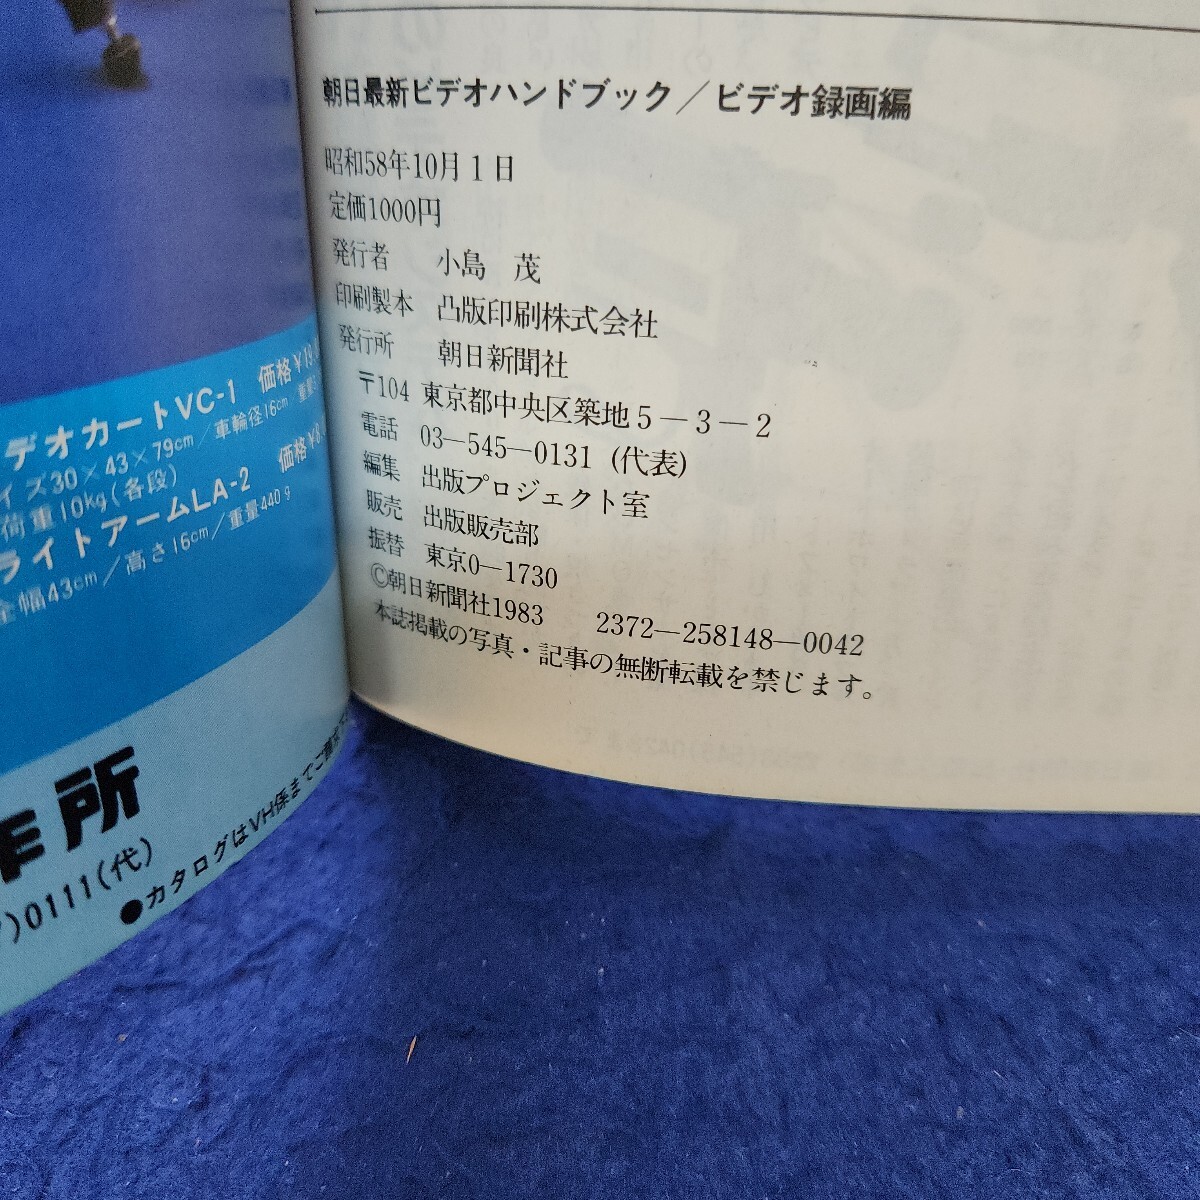 朝日最新ビデオハンドブック／ビデオ録画編
昭和58年10月1日
定価1000円
発行者 小島 茂
印刷製本 凸版印刷株式会社
発行所 朝日新聞社
〒104 東京都中央区築地5−3−2
電話 03−545−0131 (代表)
編集 出版プロジェクト室
販売 出版販売部
振替 東京0−1730
©朝日新聞社1983 2372−258148−0042
本誌掲載の写真・記事の無断転載を禁じます。
デオカートVC-1 価格¥19
イズ30×43×79cm／車輪径16cm 重量
荷重10kg(各段)
ライトアームLA-2 価格¥8
全幅43cm／高さ16cm／重量440g
作所
)0111(代)
●カタログはVH係までご請求下